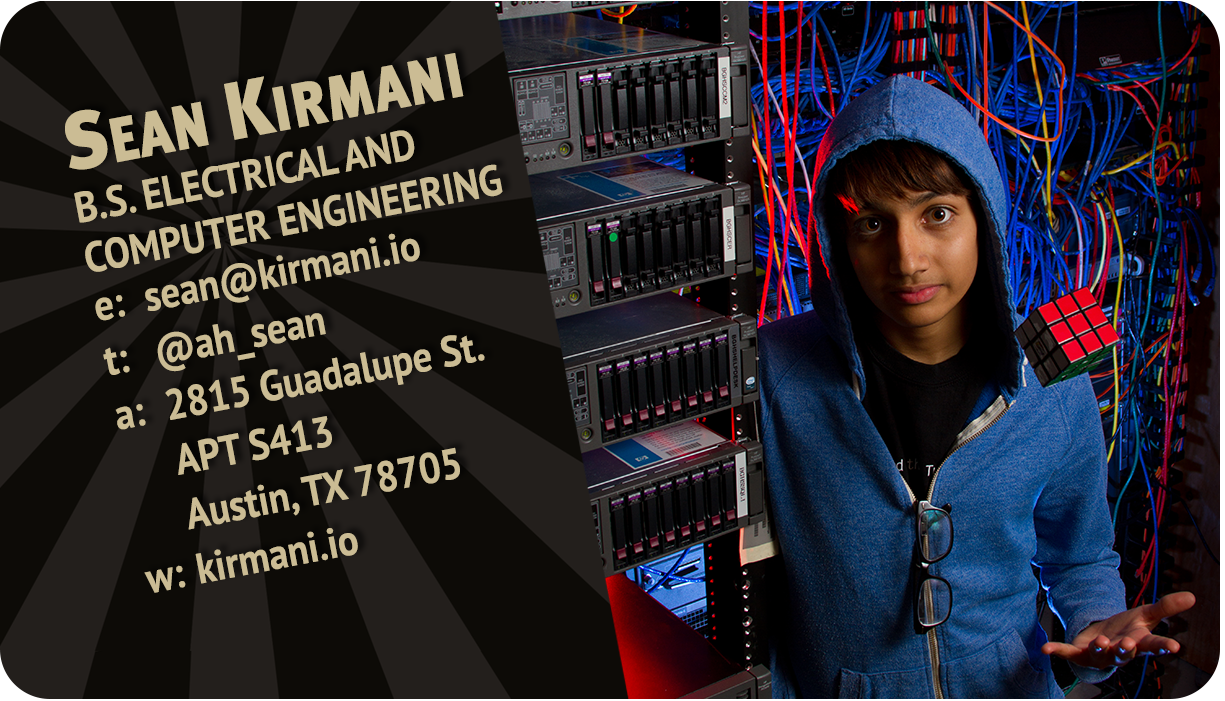 SEAN KIRMANI
B.S. ELECTRICAL AND
COMPUTER ENGINEERING
e: sean@kirmani.io
t: @ah_sean
a: 2815 Guadalupe St.
APT S413
Austin, TX 78705
w: kirmani.io